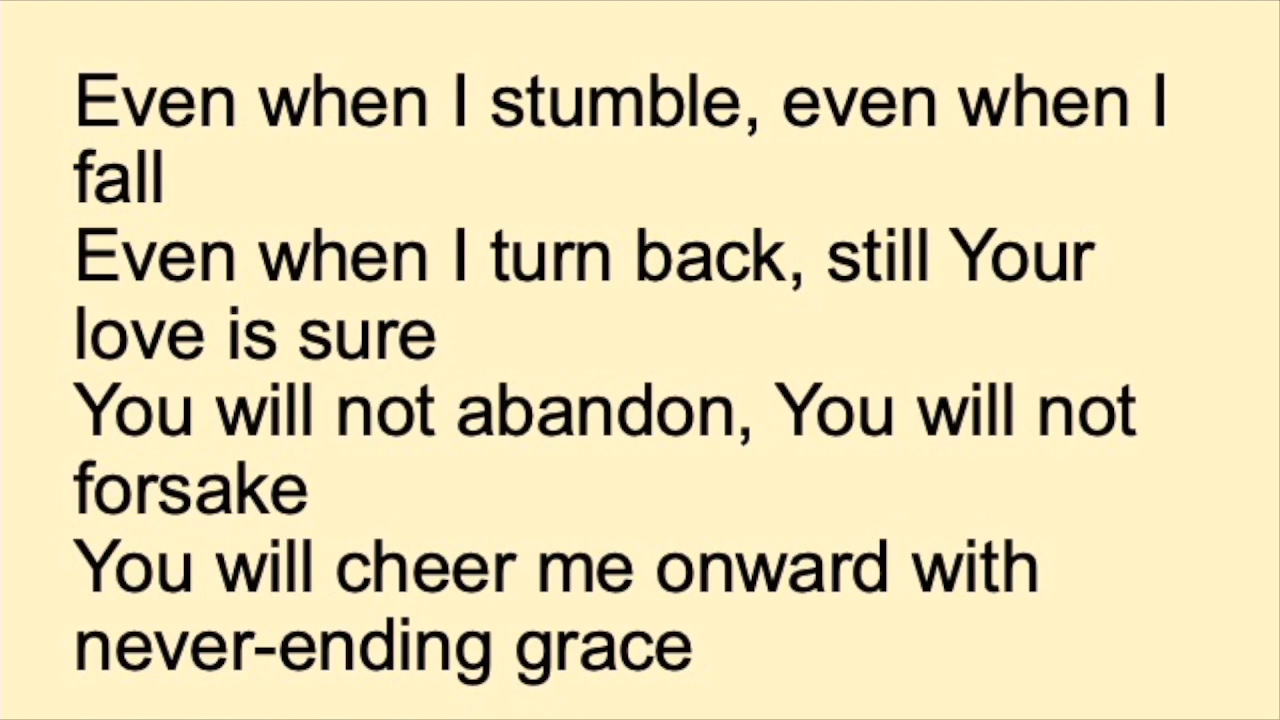 Even when I stumble, even when I
fall
Even when I turn back, still Your
love is sure
You will not abandon, You will not
forsake
You will cheer me onward with
never-ending grace